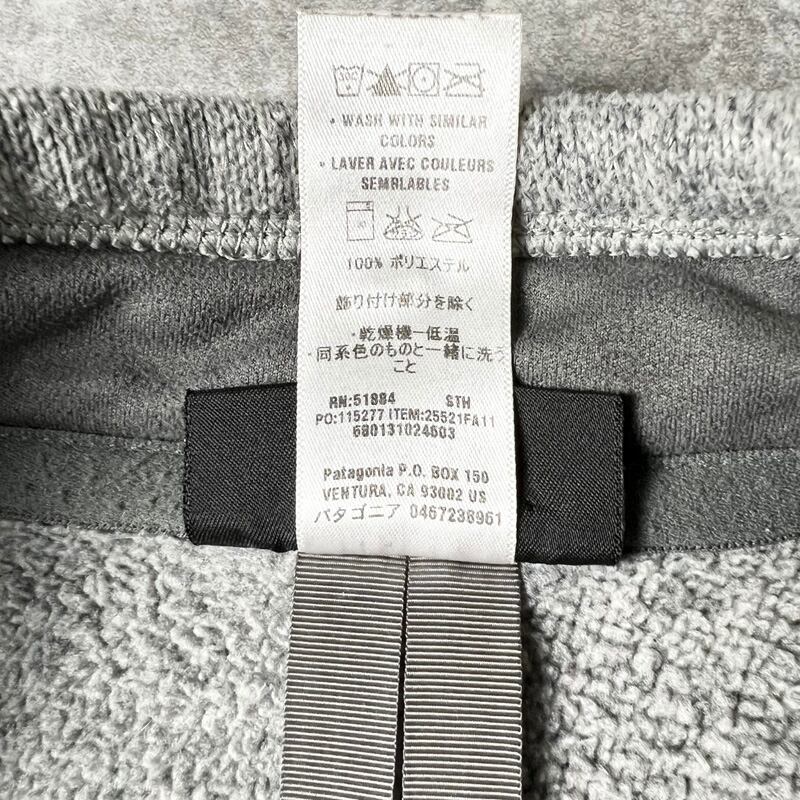 30C
• WASH WITH SIMILAR
COLORS
• LAVER AVEC COULEURS
SEMBLABLES
100% ポリエステル
飾り付け部分を除く
・乾燥機ー低温
・同系色のものと一緒に洗う
こと
RN:51884 STH
PO:115277 ITEM:25521FA11
680131024603
Patagonia P.O. BOX 150
VENTURA, CA 93002 US
パタゴニア 0467238961